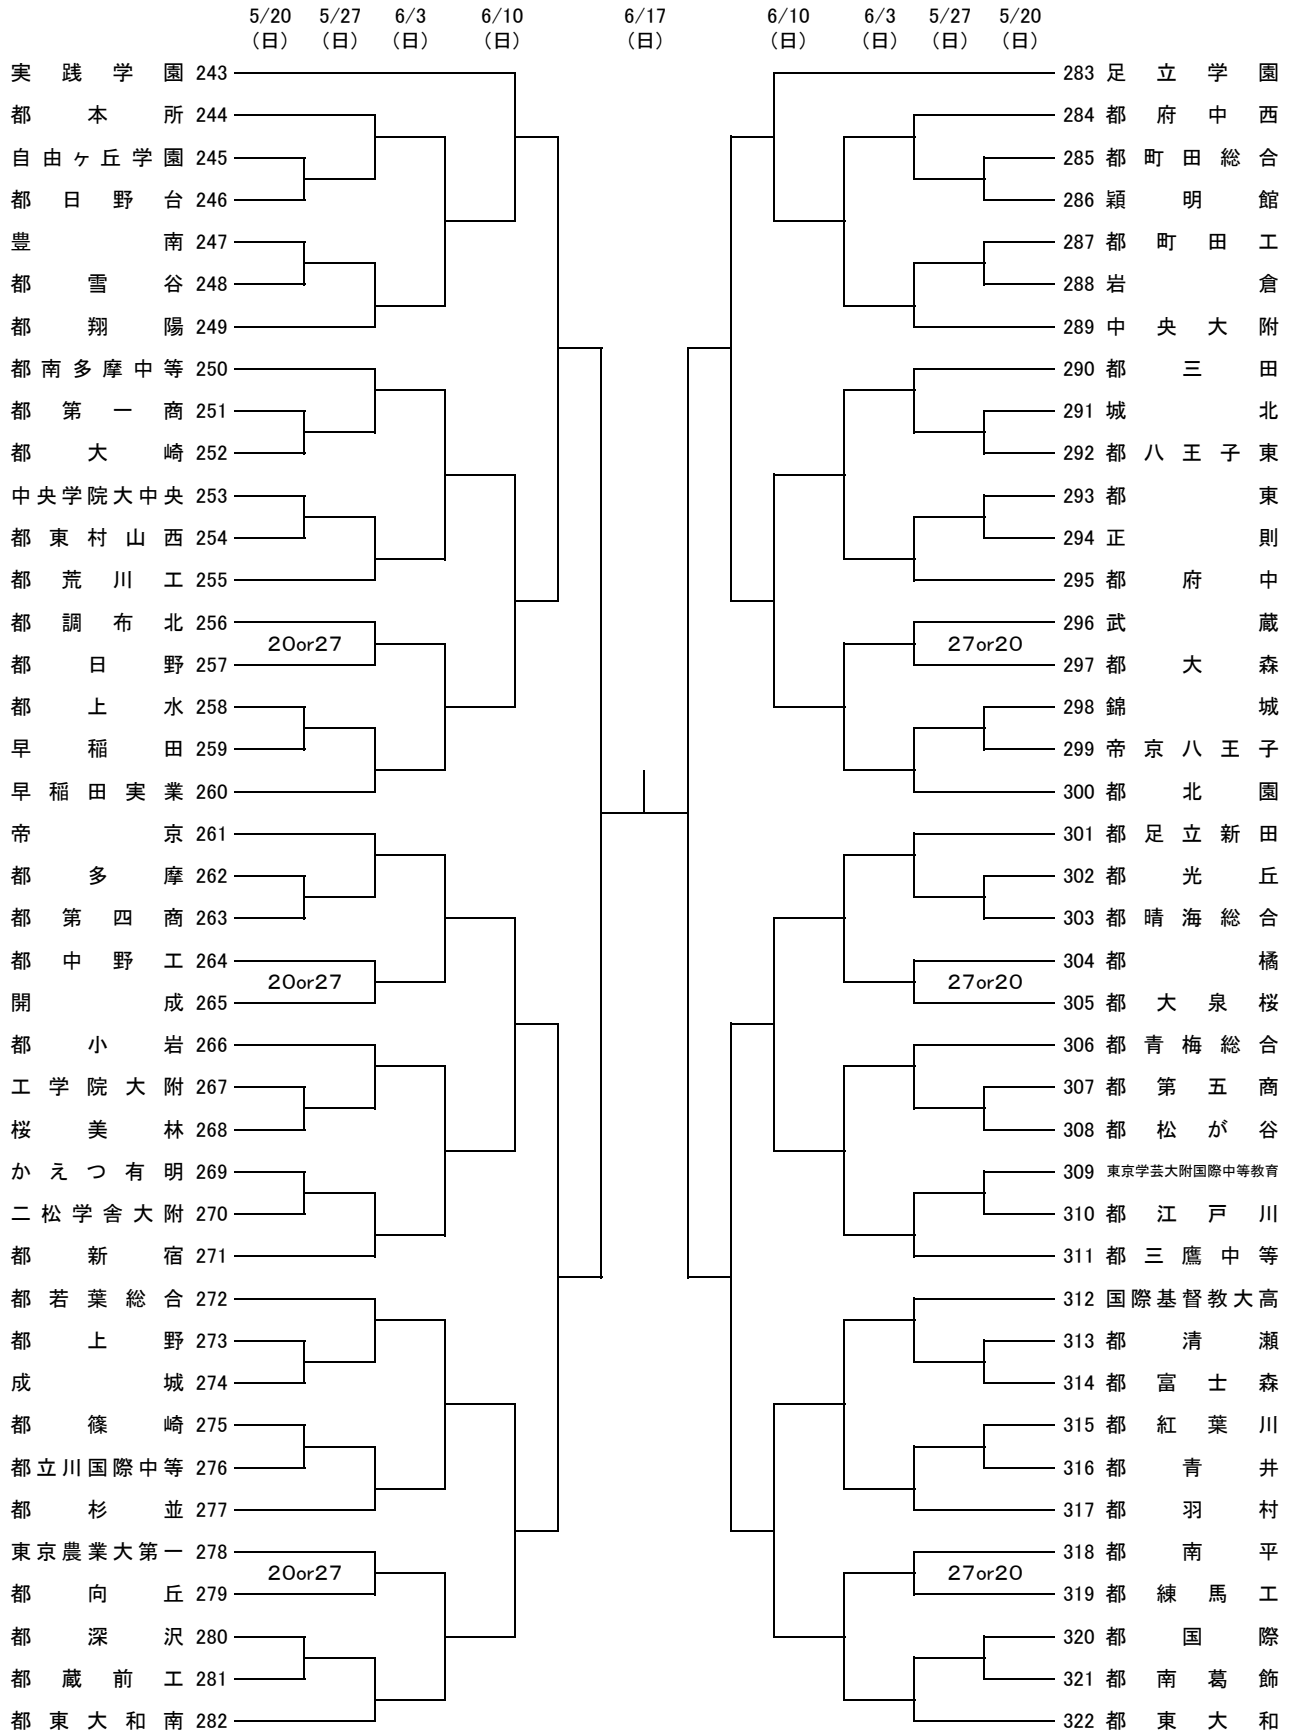 5/20 5/27 6/3 6/10 6/17 6/10 6/3 5/27 5/20
(日) (日) (日) (日) (日) (日) (日) (日) (日)
実践学園 243 283 足立学園
都本所 244 284 都府中西
自由ヶ丘学園 245 285 都町田総合
都日野台 246 286 穎明館
豊南 247 287 都町田工
都雪谷 248 288 岩倉
都翔陽 249 289 中央大附
都南多摩中等 250 290 都三田
都第一商 251 291 城北
都大崎 252 292 都八王子東
中央学院大中央 253 293 都東
都東村山西 254 294 正則
都荒川工 255 295 都府中
都調布北 256 296 武蔵
20or27 27or20
都日野 257 297 都大森
都上水 258 298 錦城
早稲田 259 299 帝京八王子
早稲田実業 260 300 都北園
帝京 261 301 都足立新田
都多摩 262 302 都光丘
都第四商 263 303 都晴海総合
都中野工 264 304 都橘
20or27 27or20
開成 265 305 都大泉桜
都小岩 266 306 都青梅総合
工学院大附 267 307 都第五商
桜美林 268 308 都松が谷
かえつ有明 269 309 東京学芸大附国際中等教育
二松学舎大附 270 310 都江戸川
都新宿 271 311 都三鷹中等
都若葉総合 272 312 国際基督教大高
都上野 273 313 都清瀬
成城 274 314 都富士森
都篠崎 275 315 都紅葉川
都立川国際中等 276 316 都青井
都杉並 277 317 都羽村
東京農業大第一 278 318 都南平
20or27 27or20
都向丘 279 319 都練馬工
都深沢 280 320 都国際
都蔵前工 281 321 都南葛飾
都東大和南 282 322 都東大和